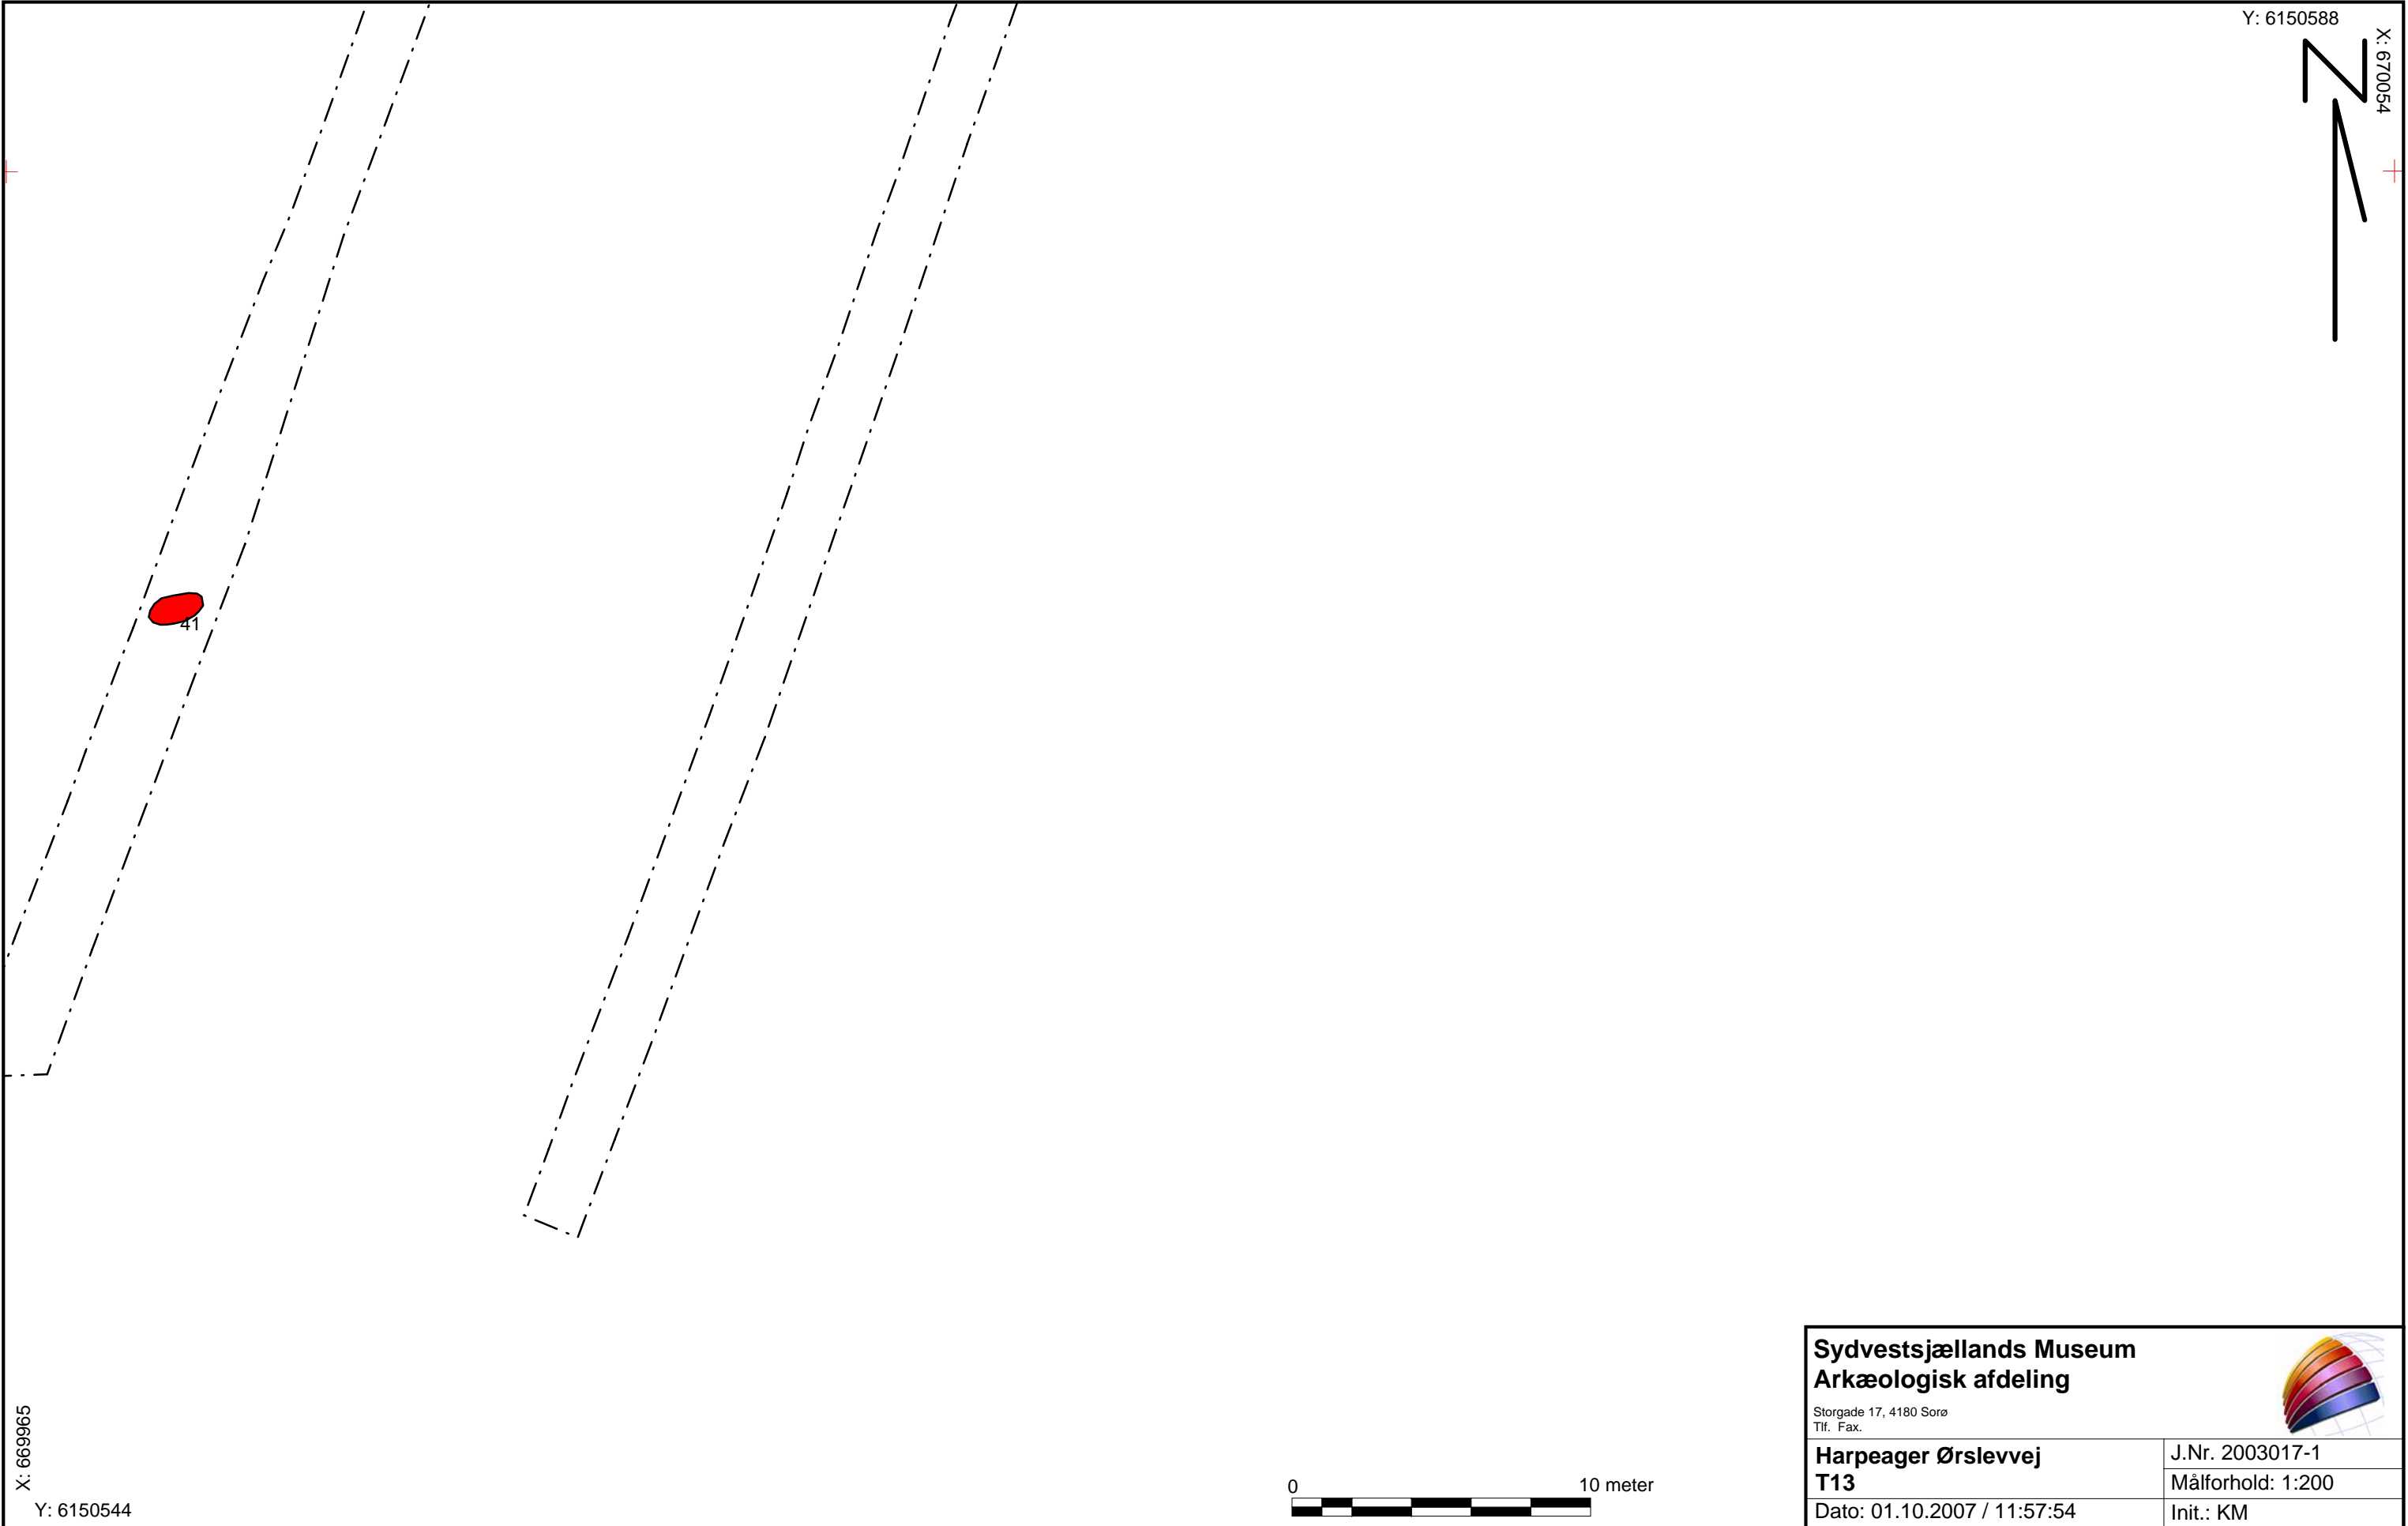 Y: 6150588
X: 670054
N
41
X: 669965
Y: 6150544
0 10 meter
Sydvestsjællands Museum
Arkæologisk afdeling
Storgade 17, 4180 Sorø
Tlf. Fax.
Harpeager Ørslevvej
T13
J.Nr. 2003017-1
Målforhold: 1:200
Dato: 01.10.2007 / 11:57:54
Init.: KM